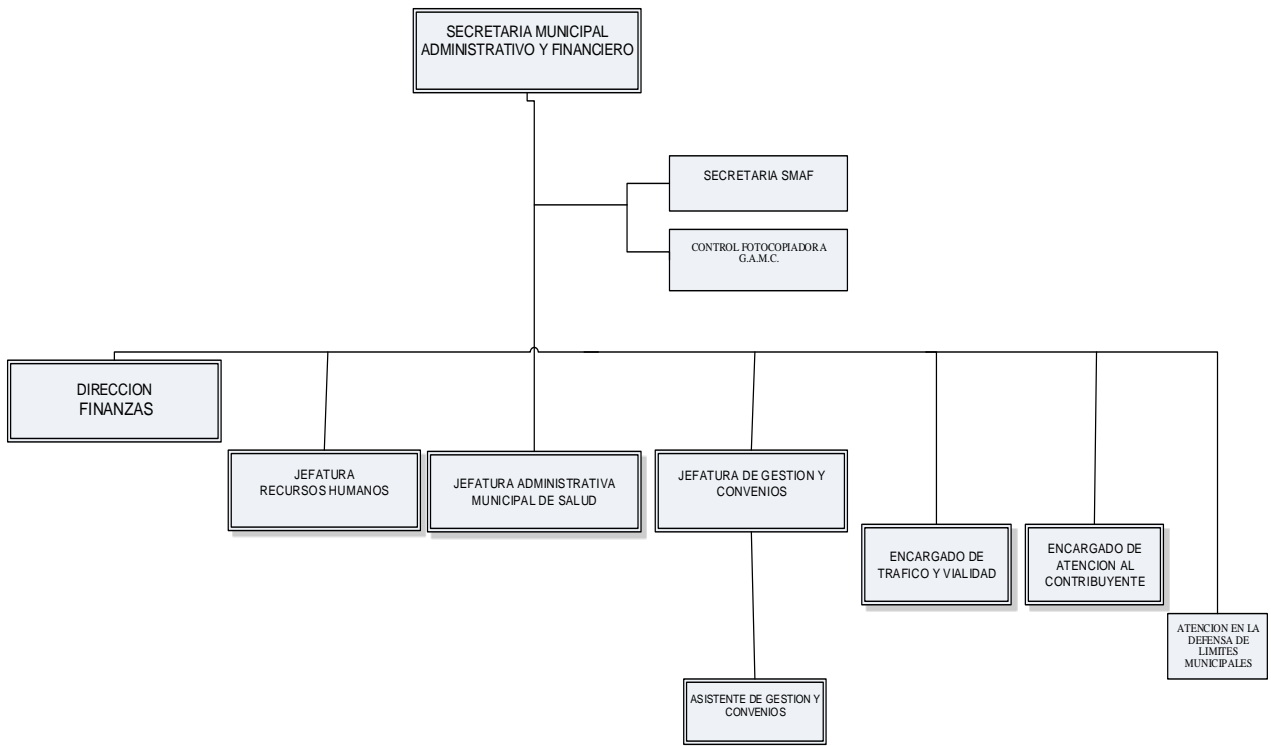 SECRETARIA MUNICIPAL
ADMINISTRATIVO Y FINANCIERO
SECRETARIA SMAF
CONTROL FOTOCOPIADORA
G.A.M.C.
DIRECCION
FINANZAS
JEFATURA
RECURSOS HUMANOS
JEFATURA ADMINISTRATIVA
MUNICIPAL DE SALUD
JEFATURA DE GESTION Y
CONVENIOS
ENCARGADO DE
TRAFICO Y VIALIDAD
ENCARGADO DE
ATENCION AL
CONTRIBUYENTE
ATENCION EN LA
DEFENSA DE
LIMITES
MUNICIPALES
ASISTENTE DE GESTION Y
CONVENIOS